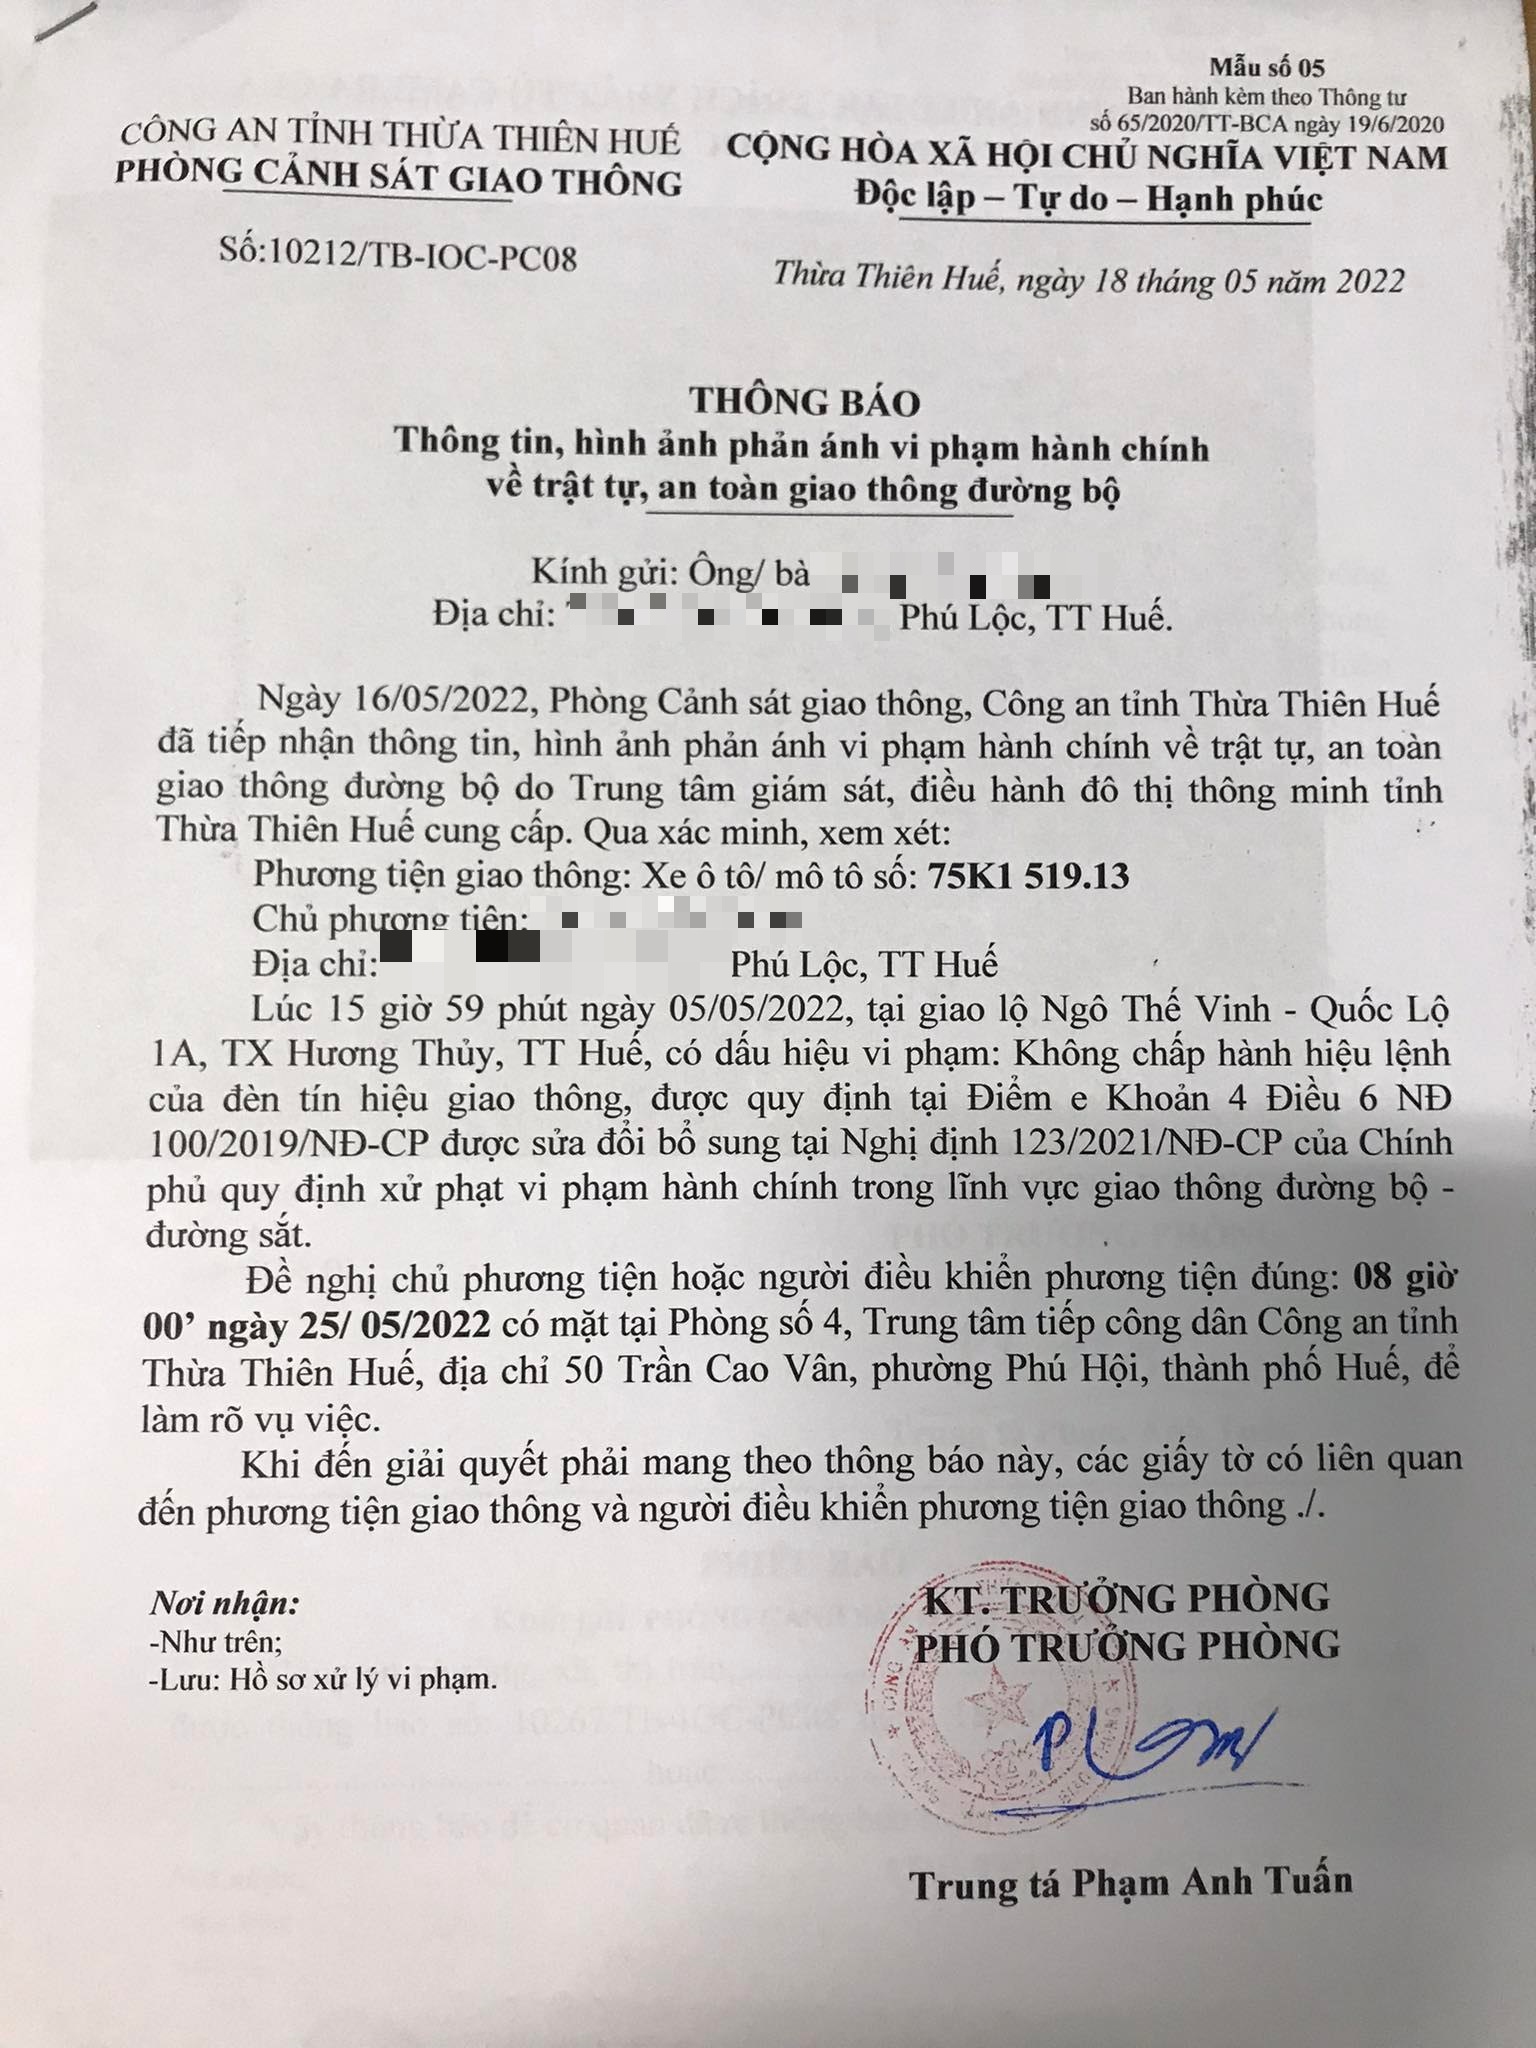 Mẫu số 05
Ban hành kèm theo Thông tư
số 65/2020/TT-BCA ngày 19/6/2020
CÔNG AN TỈNH THỪA THIÊN HUẾ
PHÒNG CẢNH SÁT GIAO THÔNG
CỘNG HÒA XÃ HỘI CHỦ NGHĨA VIỆT NAM
Độc lập – Tự do – Hạnh phúc
Số:10212/TB-IOC-PC08
Thừa Thiên Huế, ngày 18 tháng 05 năm 2022
THÔNG BÁO
Thông tin, hình ảnh phản ánh vi phạm hành chính
về trật tự, an toàn giao thông đường bộ
Kính gửi: Ông/ bà
Địa chỉ: Phú Lộc, TT Huế.
Ngày 16/05/2022, Phòng Cảnh sát giao thông, Công an tỉnh Thừa Thiên Huế
đã tiếp nhận thông tin, hình ảnh phản ánh vi phạm hành chính về trật tự, an toàn
giao thông đường bộ do Trung tâm giám sát, điều hành đô thị thông minh tỉnh
Thừa Thiên Huế cung cấp. Qua xác minh, xem xét:
Phương tiện giao thông: Xe ô tô/ mô tô số: 75K1 519.13
Chủ phương tiện:
Địa chỉ: Phú Lộc, TT Huế
Lúc 15 giờ 59 phút ngày 05/05/2022, tại giao lộ Ngô Thế Vinh - Quốc Lộ
1A, TX Hương Thủy, TT Huế, có dấu hiệu vi phạm: Không chấp hành hiệu lệnh
của đèn tín hiệu giao thông, được quy định tại Điểm e Khoản 4 Điều 6 NĐ
100/2019/NĐ-CP được sửa đổi bổ sung tại Nghị định 123/2021/NĐ-CP của Chính
phủ quy định xử phạt vi phạm hành chính trong lĩnh vực giao thông đường bộ -
đường sắt.
Đề nghị chủ phương tiện hoặc người điều khiển phương tiện đúng: 08 giờ
00’ ngày 25/ 05/2022 có mặt tại Phòng số 4, Trung tâm tiếp công dân Công an tỉnh
Thừa Thiên Huế, địa chỉ 50 Trần Cao Vân, phường Phú Hội, thành phố Huế, để
làm rõ vụ việc.
Khi đến giải quyết phải mang theo thông báo này, các giấy tờ có liên quan
đến phương tiện giao thông và người điều khiển phương tiện giao thông ./.
Nơi nhận:
-Như trên;
-Lưu: Hồ sơ xử lý vi phạm.
KT. TRƯỞNG PHÒNG
PHÓ TRƯỞNG PHÒNG
Trung tá Phạm Anh Tuấn